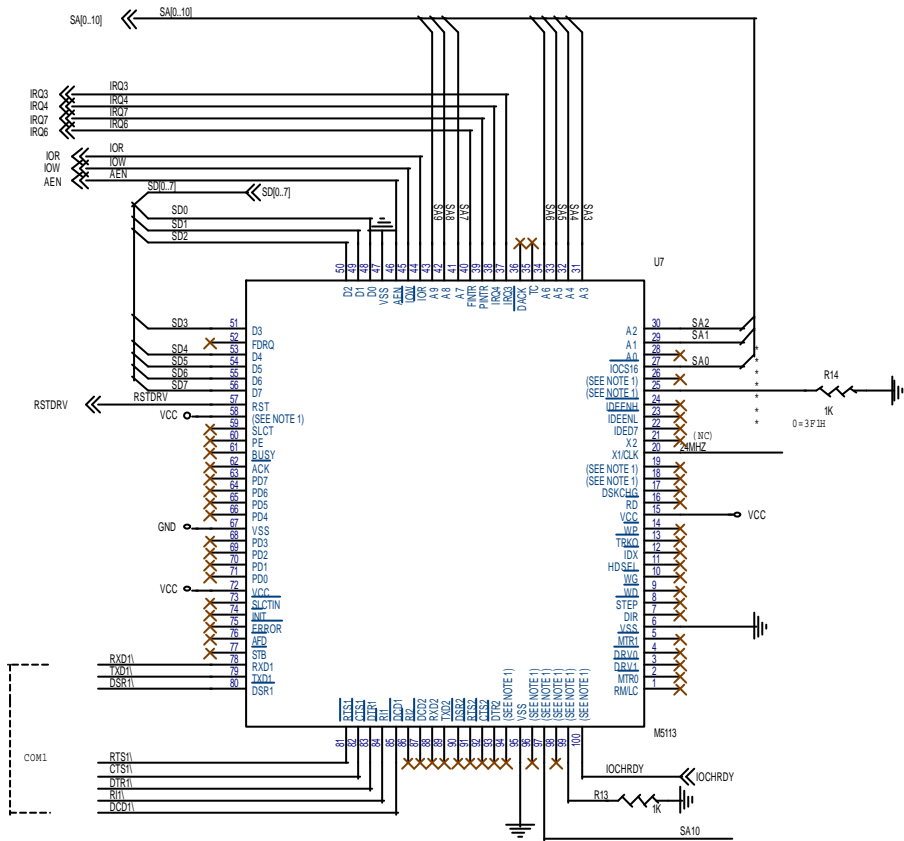 SA[0..10]
IRQ3 IRQ3
IRQ4 IRQ4
IRQ7 IRQ7
IRQ6 IRQ6
IOR IOR
IOW IOW
AEN AEN
SD[0..7] SD[0..7]
SD0
SD1
SD2
SA9 SA8 SA7 SA6 SA5 SA4 SA3
50 49 48 47 46 45 44 43 42 41 40 39 38 37 36 35 34 33 32 31
D2 D1 D0 VSS AEN IOW IOR A9 A8 A7 FINTR PINTR IRQ4 IRQ3 DACK TC A6 A5 A4 A3
U7
SD3 51 D3
52 FDRQ
SD4 53 D4
SD5 54 D5
SD6 55 D6
SD7 56 D7
RSTDRV RSTDRV 57 RST
VCC 58 (SEE NOTE 1)
59 SLCT
60 PE
61 BUSY
62 ACK
63 PD7
64 PD6
65 PD5
66 PD4
GND 67 VSS
68 PD3
69 PD2
70 PD1
71 PD0
VCC 72 VCC
73 SLCTIN
74 INIT
75 ERROR
76 AFD
77 STB
RXD1\ 78 RXD1
TXD1\ 79 TXD1
DSR1\ 80 DSR1
A2 30 SA2
A1 29 SA1
A0 28
IOCS16 27 SA0
(SEE NOTE 1) 26
(SEE NOTE 1) 25
IDEENH 24
IDEENL 23
IDED7 22
X2 21 (NC)
X1/CLK 20 24MHZ
(SEE NOTE 1) 19
(SEE NOTE 1) 18
DSKCHG 17
RD 16
VCC 15 VCC
WP 14
TRKO 13
IDX 12
HDSEL 11
WG 10
WD 9
STEP 8
DIR 7
VSS 6
MTR1 5
DRV0 4
DRV1 3
MTR0 2
RM/LC 1
*
*
*
*
*
*
*
R14
1K
0=3F1H
RTS1 CTS1 DTR1 RI1 DCD1 RI2 DCD2 RXD2 TXD2 DSR2 RTS2 CTS2 DTR2 (SEE NOTE 1) VSS (SEE NOTE 1) (SEE NOTE 1) (SEE NOTE 1) (SEE NOTE 1)
81 82 83 84 85 86 87 88 89 90 91 92 93 94 95 96 97 98 99 100
M5113
COM1
RTS1\
CTS1\
DTR1\
RI1\
DCD1\
IOCHRDY IOCHRDY
R13
1K
SA10